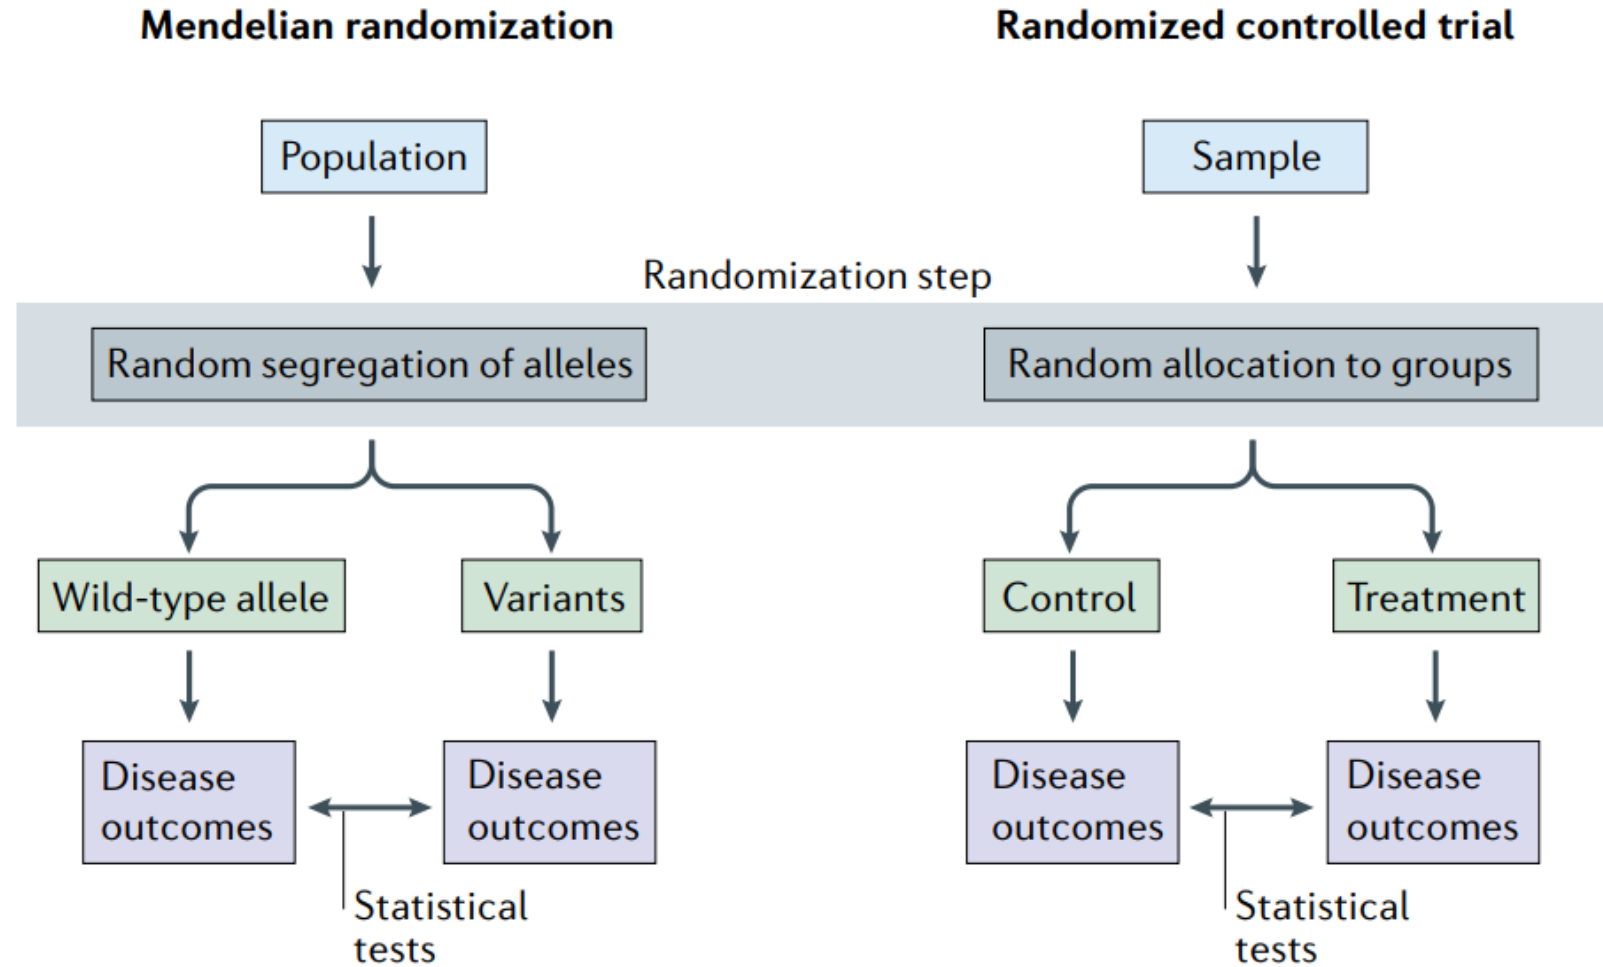 Mendelian randomization
Randomized controlled trial
Population
Sample
Randomization step
Random segregation of alleles
Random allocation to groups
Wild-type allele
Variants
Control
Treatment
Disease
outcomes
Disease
outcomes
Disease
outcomes
Disease
outcomes
Statistical
tests
Statistical
tests